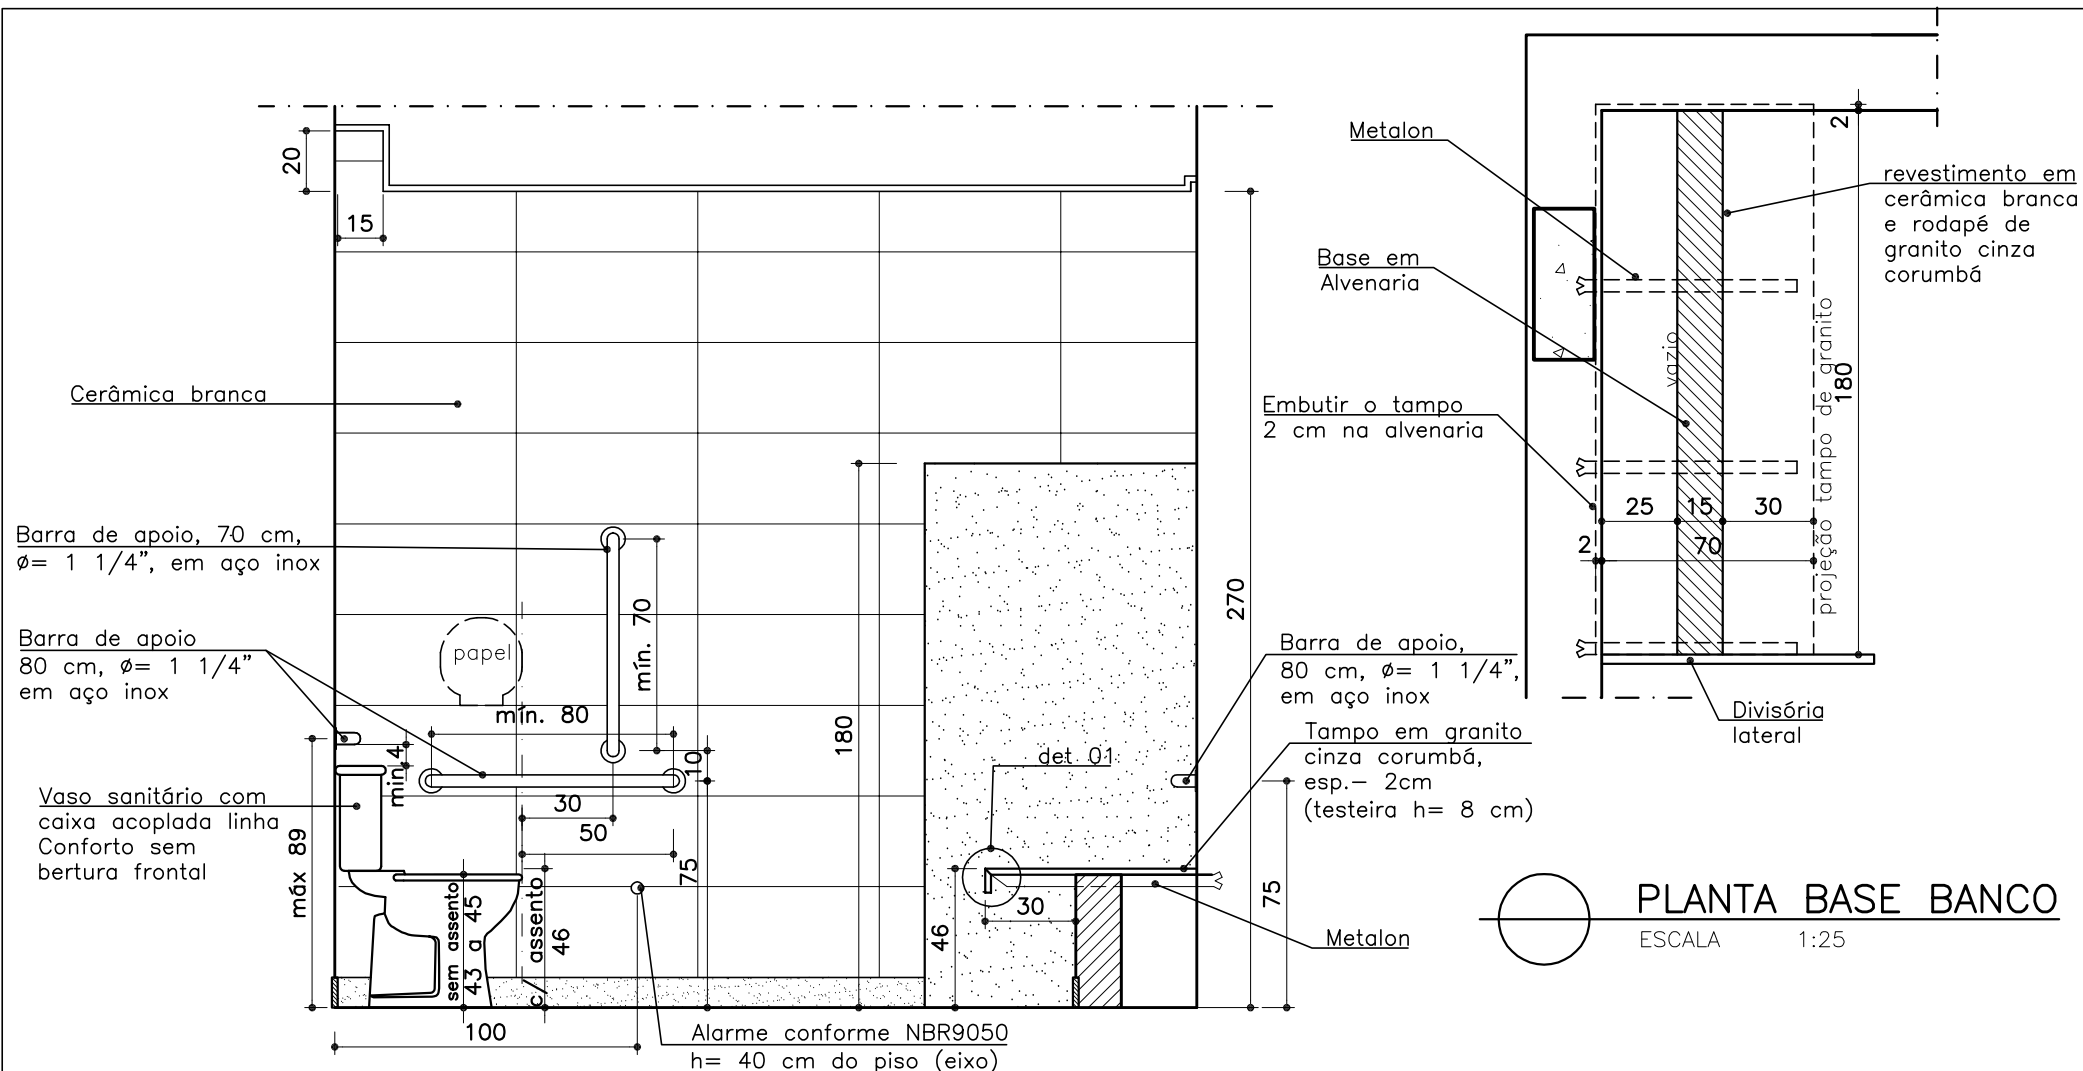 20
15
Cerâmica branca
Barra de apoio, 70 cm,
ø= 1 1/4", em aço inox
Barra de apoio
80 cm, ø= 1 1/4"
em aço inox
Vaso sanitário com
caixa acoplada linha
Conforto sem
bertura frontal
máx 89
min. 4
papel
mín. 80
mín. 70
10
30
50
75
sem assento
43 a 45
c/ assento
46
100
Alarme conforme NBR9050
h= 40 cm do piso (eixo)
180
270
det. 01
30
46
75
Barra de apoio,
80 cm, ø= 1 1/4",
em aço inox
Tampo em granito
cinza corumbá,
esp.- 2cm
(testeira h= 8 cm)
Metalon
Metalon
Base em
Alvenaria
Embutir o tampo
2 cm na alvenaria
revestimento em
cerâmica branca
e rodapé de
granito cinza
corumbá
2
vazio
projeção tampo de granito
180
25
15
30
2
70
Divisória
lateral
PLANTA BASE BANCO
ESCALA 1:25